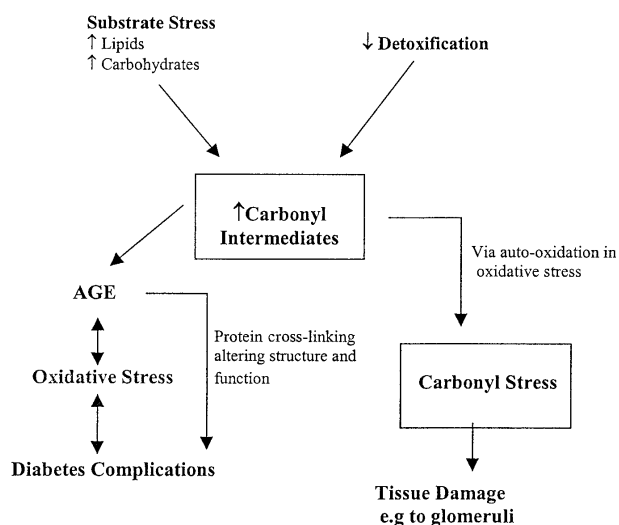 Substrate Stress
↑ Lipids
↑ Carbohydrates
↓ Detoxification
↑Carbonyl
Intermediates
Via auto-oxidation in
oxidative stress
AGE
Protein cross-linking
altering structure and
function
Oxidative Stress
Carbonyl Stress
Diabetes Complications
Tissue Damage
e.g to glomeruli